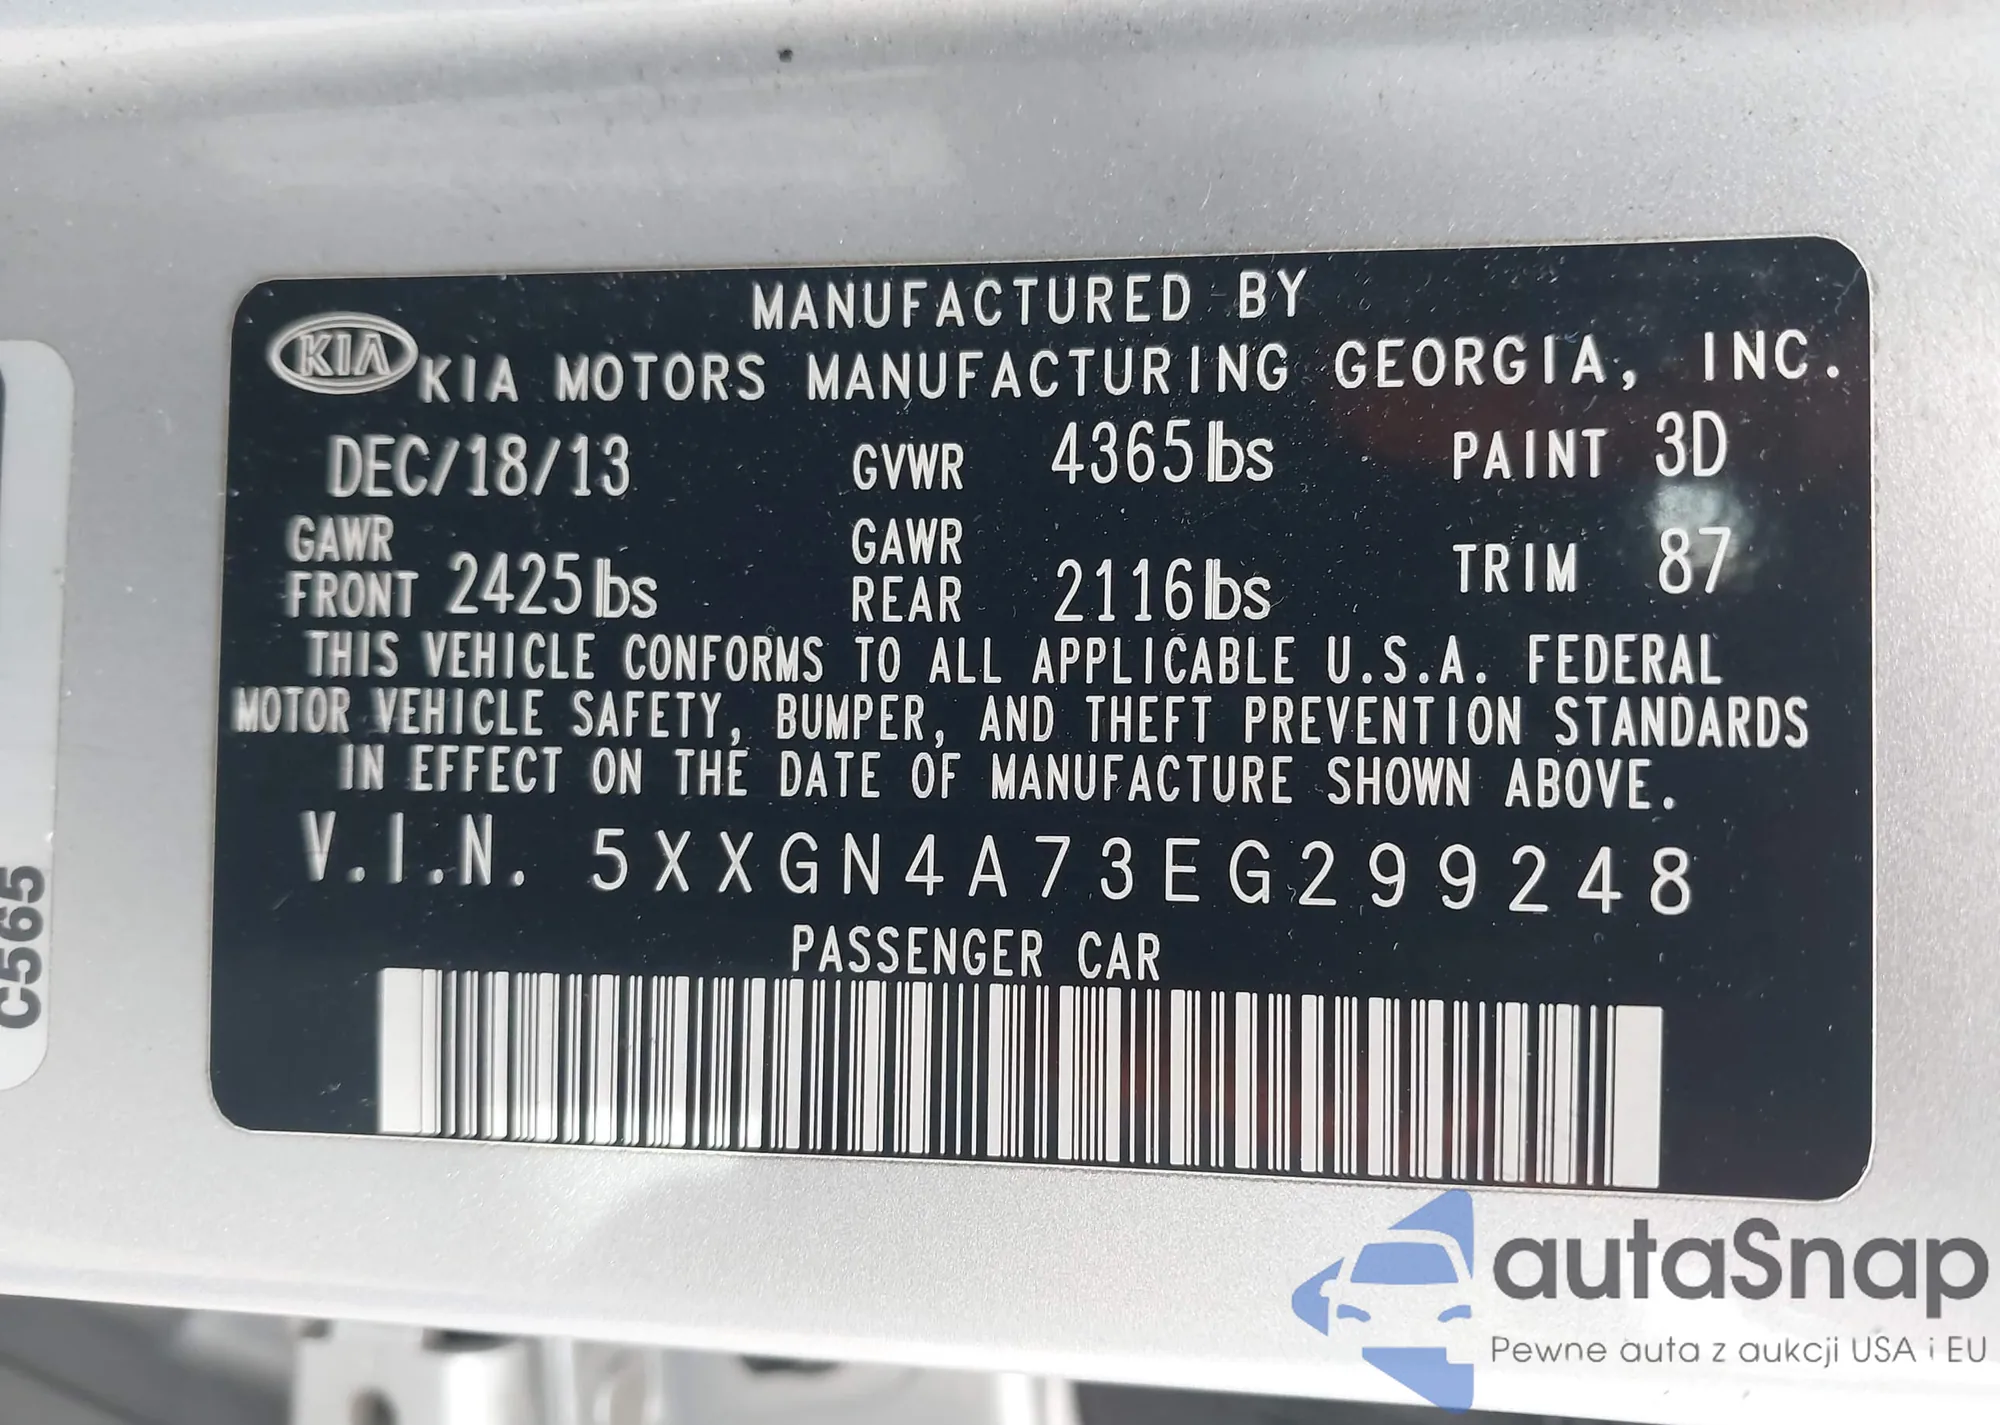 MANUFACTURED BY
KIA KIA MOTORS MANUFACTURING GEORGIA, INC.
DEC/18/13 GVWR 4365lbs PAINT 3D
GAWR FRONT 2425lbs GAWR REAR 2116lbs TRIM 87
THIS VEHICLE CONFORMS TO ALL APPLICABLE U.S.A. FEDERAL
MOTOR VEHICLE SAFETY, BUMPER, AND THEFT PREVENTION STANDARDS
IN EFFECT ON THE DATE OF MANUFACTURE SHOWN ABOVE.
V.I.N. 5XXGN4A73EG299248
PASSENGER CAR
C565
autaSnap
Pewne auta z aukcji USA i EU